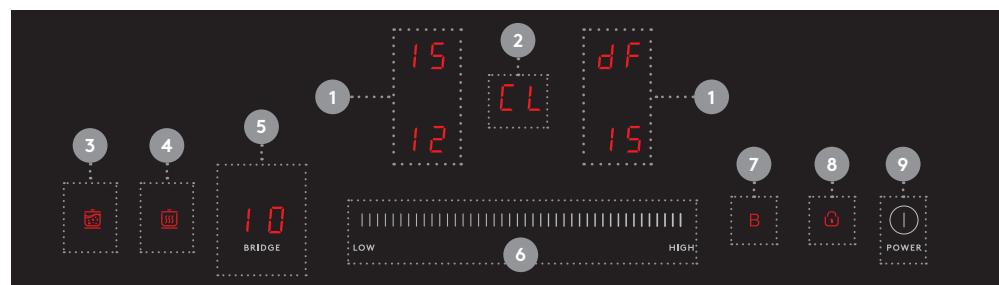 2
15 dF
1 CL 1
12 15
3 4 5 7 8 9
10 B
BRIDGE LOW HIGH POWER
6